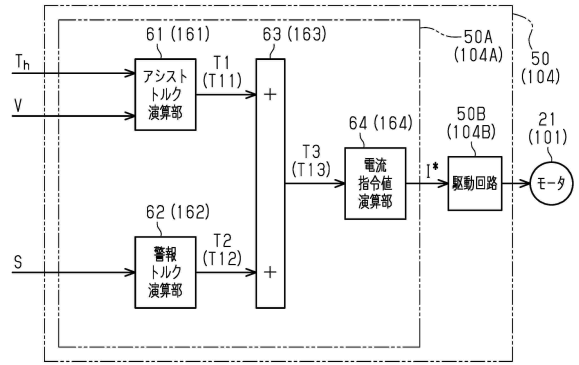 50A
(104A)
50
(104)
61 (161)
63 (163)
Th
V
アシスト
トルク
演算部
T1
(T11)
+
64 (164)
50B
(104B)
21
(101)
T3
(T13)
電流
指令値
演算部
I*
駆動回路
モータ
62 (162)
S
警報
トルク
演算部
T2
(T12)
+